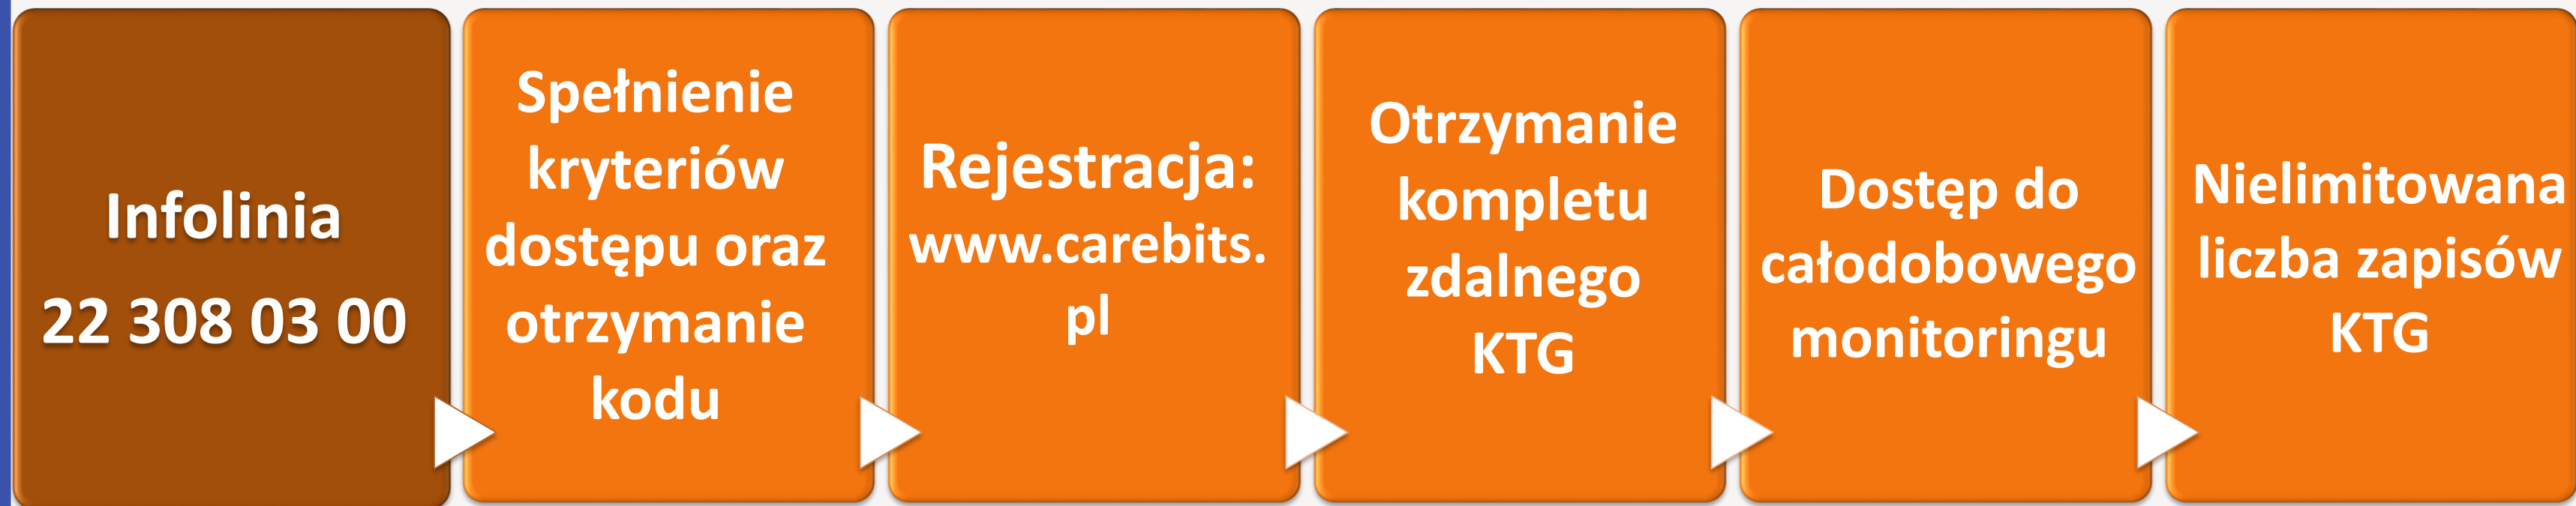 Infolinia
22 308 03 00
Spełnienie
kryteriów
dostępu oraz
otrzymanie
kodu
Rejestracja:
www.carebits.
pl
Otrzymanie
kompletu
zdalnego
KTG
Dostęp do
całodobowego
monitoringu
Nielimitowana
liczba zapisów
KTG